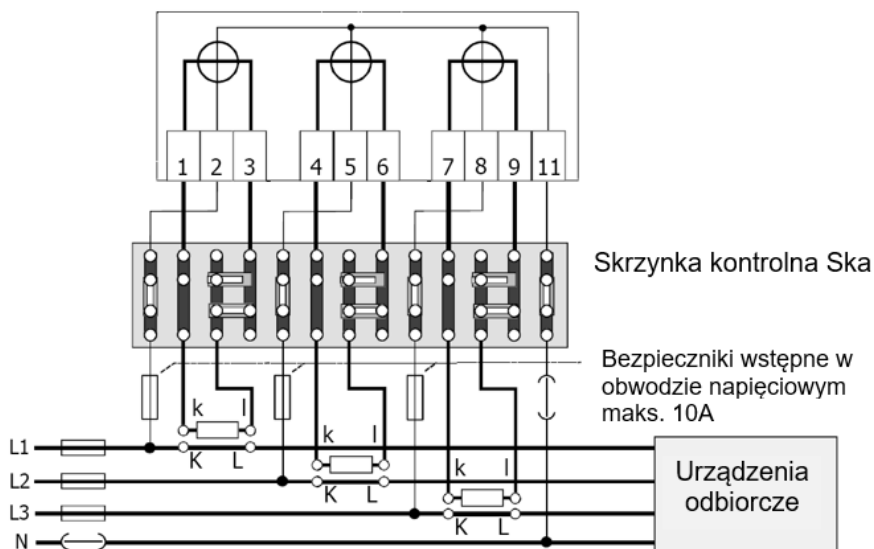 1 2 3 4 5 6 7 8 9 11
Skrzynka kontrolna Ska
Bezpieczniki wstępne w
obwodzie napięciowym
maks. 10A
k l
L1
K L
k l
L2
K L
k l
L3
K L
N
Urządzenia
odbiorcze